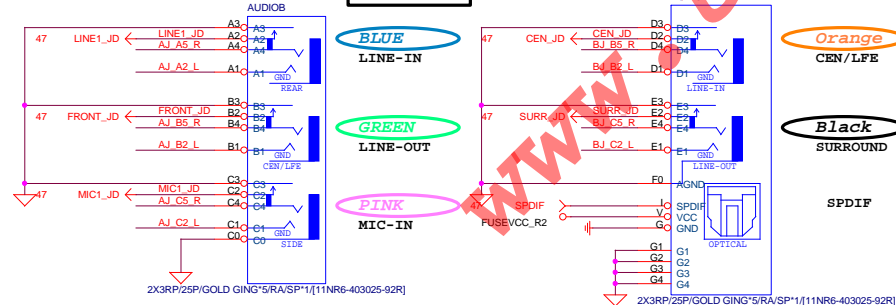 AUDIOB
A3 A3
47 LINE1_JD LINE1_JD A2 A2
AJ_A5_R A4 A4
AJ_A2_L A1 A1
GND
REAR
BLUE
LINE-IN
B3 B3
47 FRONT_JD FRONT_JD B2 B2
AJ_B5_R B4 B4
AJ_B2_L B1 B1
GND
CEN/LFE
GREEN
LINE-OUT
C3 C3
47 MIC1_JD MIC1_JD C2 C2
AJ_C5_R C4 C4
AJ_C2_L C1 C1
GND
C0 C0
SIDE
PINK
MIC-IN
2X3RP/25P/GOLD GING*5/RA/SP*1/[11NR6-403025-92R]
D3 D3
47 CEN_JD CEN_JD D2 D2
BJ_B5_R D4 D4
BJ_B2_L D1 D1
GND
LINE-IN
Orange
CEN/LFE
E3 E3
47 SURR_JD SURR_JD E2 E2
BJ_C5_R E4 E4
BJ_C2_L E1 E1
GND
LINE-OUT
Black
SURROUND
F0 AGND
47 SPDIF I SPDIF
FUSEVCC_R2 V VCC
G GND
OPTICAL
SPDIF
G1 G1
G2 G2
G3 G3
G4 G4
2X3RP/25P/GOLD GING*5/RA/SP*1/[11NR6-403025-92R]
www.